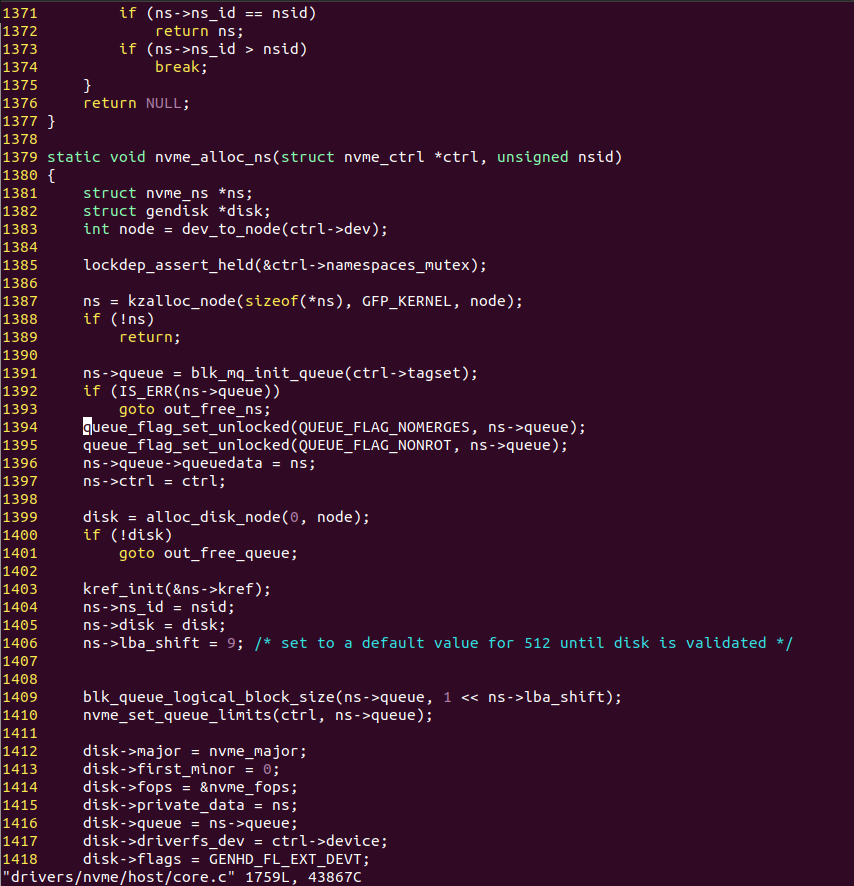 1371         if (ns->ns_id == nsid)
1372             return ns;
1373         if (ns->ns_id > nsid)
1374             break;
1375     }
1376     return NULL;
1377 }
1378
1379 static void nvme_alloc_ns(struct nvme_ctrl *ctrl, unsigned nsid)
1380 {
1381     struct nvme_ns *ns;
1382     struct gendisk *disk;
1383     int node = dev_to_node(ctrl->dev);
1384
1385     lockdep_assert_held(&ctrl->namespaces_mutex);
1386
1387     ns = kzalloc_node(sizeof(*ns), GFP_KERNEL, node);
1388     if (!ns)
1389         return;
1390
1391     ns->queue = blk_mq_init_queue(ctrl->tagset);
1392     if (IS_ERR(ns->queue))
1393         goto out_free_ns;
1394     queue_flag_set_unlocked(QUEUE_FLAG_NOMERGES, ns->queue);
1395     queue_flag_set_unlocked(QUEUE_FLAG_NONROT, ns->queue);
1396     ns->queue->queuedata = ns;
1397     ns->ctrl = ctrl;
1398
1399     disk = alloc_disk_node(0, node);
1400     if (!disk)
1401         goto out_free_queue;
1402
1403     kref_init(&ns->kref);
1404     ns->ns_id = nsid;
1405     ns->disk = disk;
1406     ns->lba_shift = 9; /* set to a default value for 512 until disk is validated */
1407
1408
1409     blk_queue_logical_block_size(ns->queue, 1 << ns->lba_shift);
1410     nvme_set_queue_limits(ctrl, ns->queue);
1411
1412     disk->major = nvme_major;
1413     disk->first_minor = 0;
1414     disk->fops = &nvme_fops;
1415     disk->private_data = ns;
1416     disk->queue = ns->queue;
1417     disk->driverfs_dev = ctrl->device;
1418     disk->flags = GENHD_FL_EXT_DEVT;
"drivers/nvme/host/core.c" 1759L, 43867C